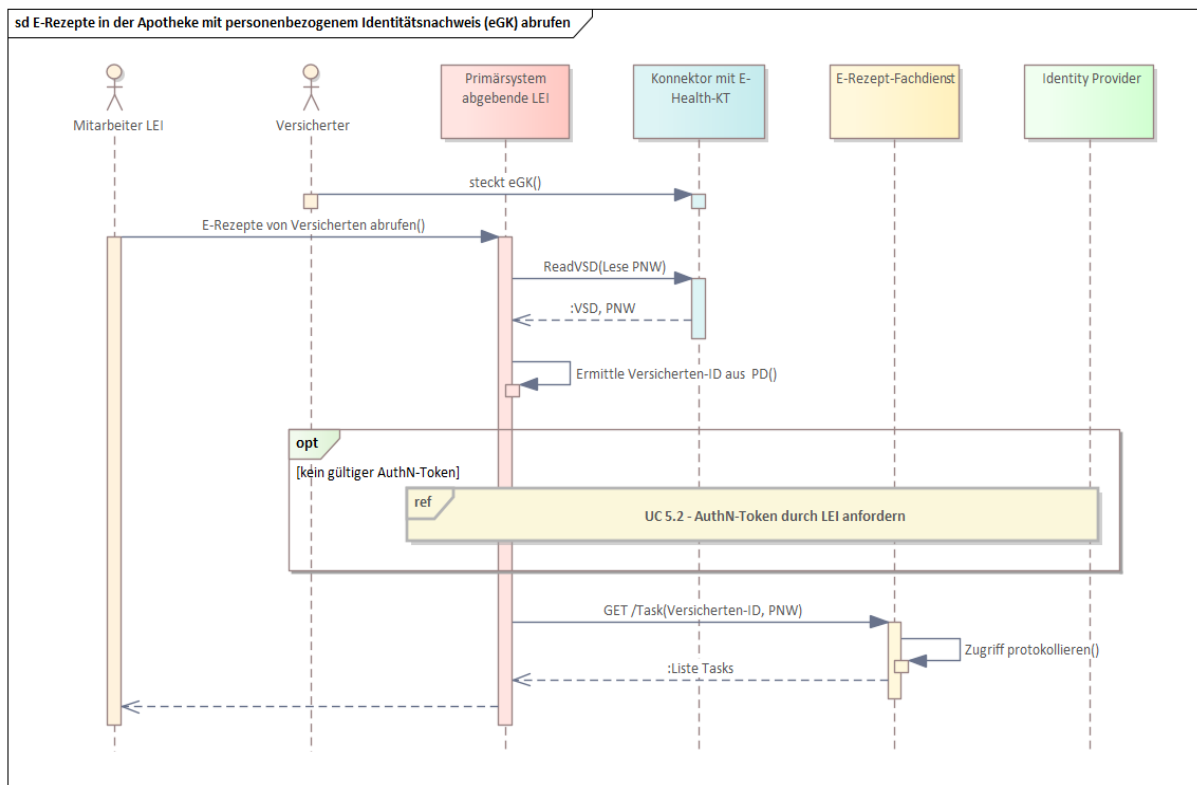 sd E-Rezepte in der Apotheke mit personenbezogenem Identitätsnachweis (eGK) abrufen
Mitarbeiter LEI
Versicherter
Primärsystem
abgebende LEI
Konnektor mit E-
Health-KT
E-Rezept-Fachdienst
Identity Provider
steckt eGK()
E-Rezepte von Versicherten abrufen()
ReadVSD(Lese PNW)
:VSD, PNW
Ermittle Versicherten-ID aus  PD()
opt
[kein gültiger AuthN-Token]
ref
UC 5.2 - AuthN-Token durch LEI anfordern
GET /Task(Versicherten-ID, PNW)
Zugriff protokollieren()
:Liste Tasks